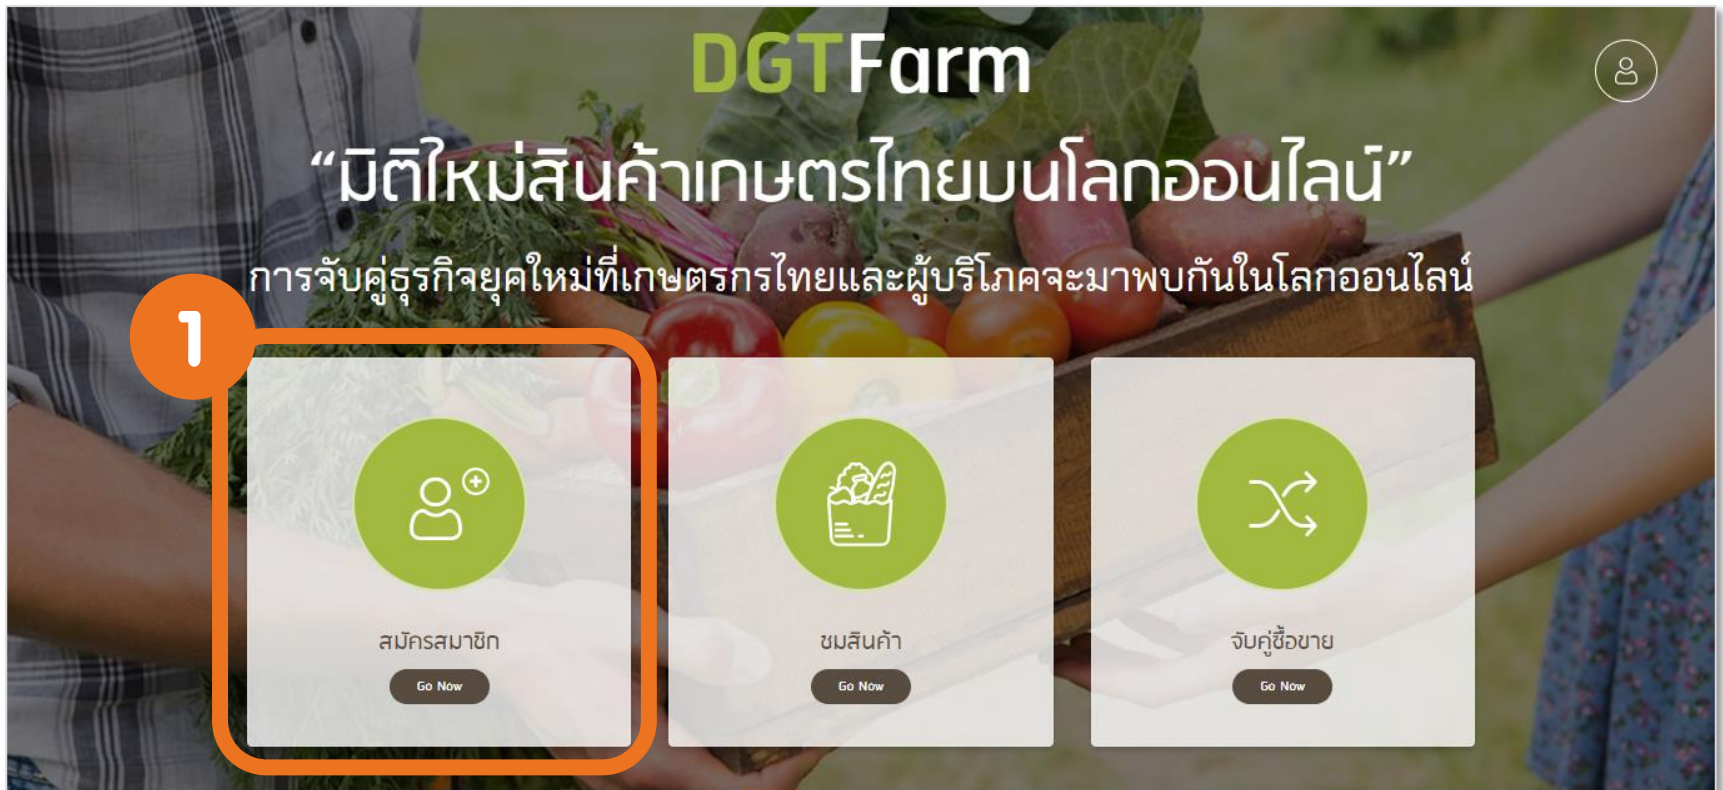 DGTFarm
“มิติใหม่สินค้าเกษตรไทยบนโลกออนไลน์”
การจับคู่ธุรกิจยุคใหม่ที่เกษตรกรไทยและผู้บริโภคจะมาพบกันในโลกออนไลน์
1
สมัครสมาชิก
Go Now
ชมสินค้า
Go Now
จับคู่ซื้อขาย
Go Now